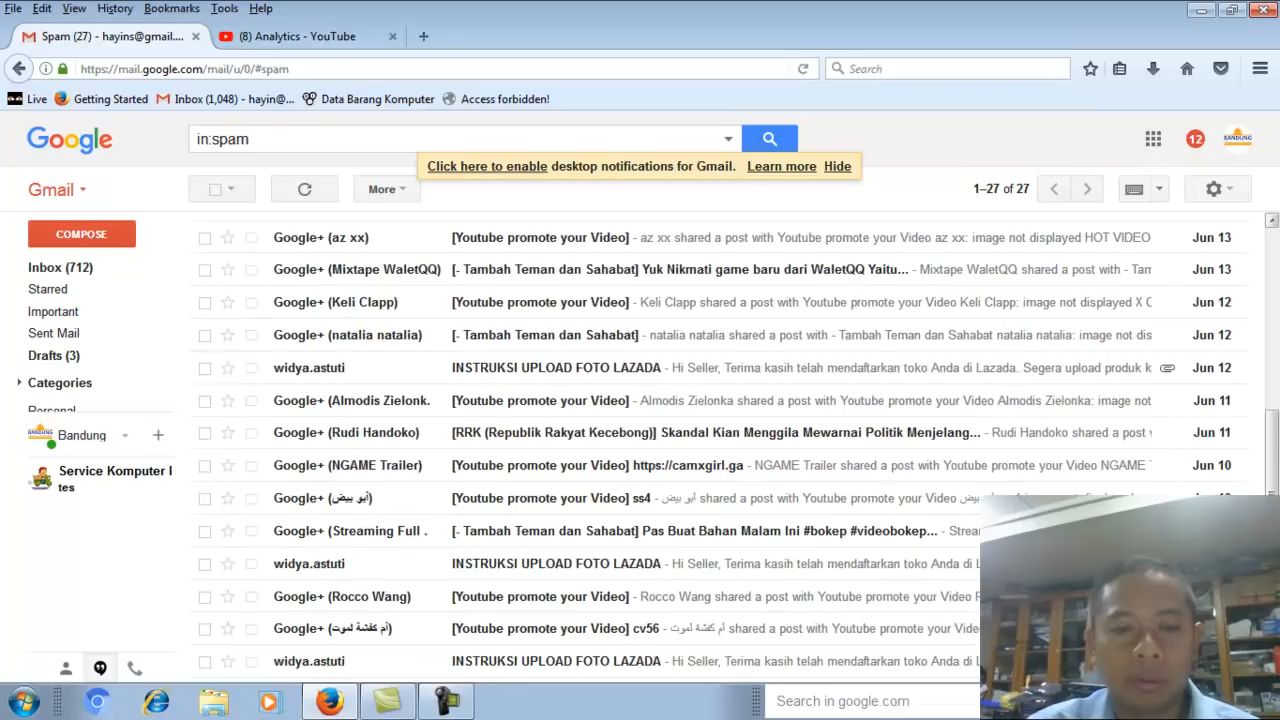 File Edit View History Bookmarks Tools Help
Spam (27) - hayins@gmail.... (8) Analytics - YouTube
https://mail.google.com/mail/u/0/#spam Search
Live Getting Started Inbox (1,048) - hayin@... Data Barang Komputer Access forbidden!
Google in:spam 12 BANDUNG
Click here to enable desktop notifications for Gmail. Learn more Hide
Gmail More 1–27 of 27
COMPOSE
Inbox (712)
Starred
Important
Sent Mail
Drafts (3)
Categories
Personal
Bandung
Service Komputer I
tes
Google+ (az xx) [Youtube promote your Video] - az xx shared a post with Youtube promote your Video az xx: image not displayed HOT VIDEO Jun 13
Google+ (Mixtape WaletQQ) [- Tambah Teman dan Sahabat] Yuk Nikmati game baru dari WaletQQ Yaitu... - Mixtape WaletQQ shared a post with - Tam Jun 13
Google+ (Keli Clapp) [Youtube promote your Video] - Keli Clapp shared a post with Youtube promote your Video Keli Clapp: image not displayed X C Jun 12
Google+ (natalia natalia) [- Tambah Teman dan Sahabat] - natalia natalia shared a post with - Tambah Teman dan Sahabat natalia natalia: image not dis Jun 12
widya.astuti INSTRUKSI UPLOAD FOTO LAZADA - Hi Seller, Terima kasih telah mendaftarkan toko Anda di Lazada. Segera upload produk k Jun 12
Google+ (Almodis Zielonk. [Youtube promote your Video] - Almodis Zielonka shared a post with Youtube promote your Video Almodis Zielonka: image not Jun 11
Google+ (Rudi Handoko) [RRK (Republik Rakyat Kecebong)] Skandal Kian Menggila Mewarnai Politik Menjelang... - Rudi Handoko shared a post v Jun 11
Google+ (NGAME Trailer) [Youtube promote your Video] https://camxgirl.ga - NGAME Trailer shared a post with Youtube promote your Video NGAME T Jun 10
Google+ (أبو بيض) [Youtube promote your Video] ss4 - أبو بيض shared a post with Youtube promote your Video أبو بيض
Google+ (Streaming Full . [- Tambah Teman dan Sahabat] Pas Buat Bahan Malam Ini #bokep #videobokep... - Strea
widya.astuti INSTRUKSI UPLOAD FOTO LAZADA - Hi Seller, Terima kasih telah mendaftarkan toko Anda di L
Google+ (Rocco Wang) [Youtube promote your Video] - Rocco Wang shared a post with Youtube promote your Video
Google+ (أم كفشة لموت) [Youtube promote your Video] cv56 - أم كفشة لموت shared a post with Youtube promote your
widya.astuti INSTRUKSI UPLOAD FOTO LAZADA - Hi Seller, Terima kasih telah mendaftarkan toko Anda di L
Search in google.com